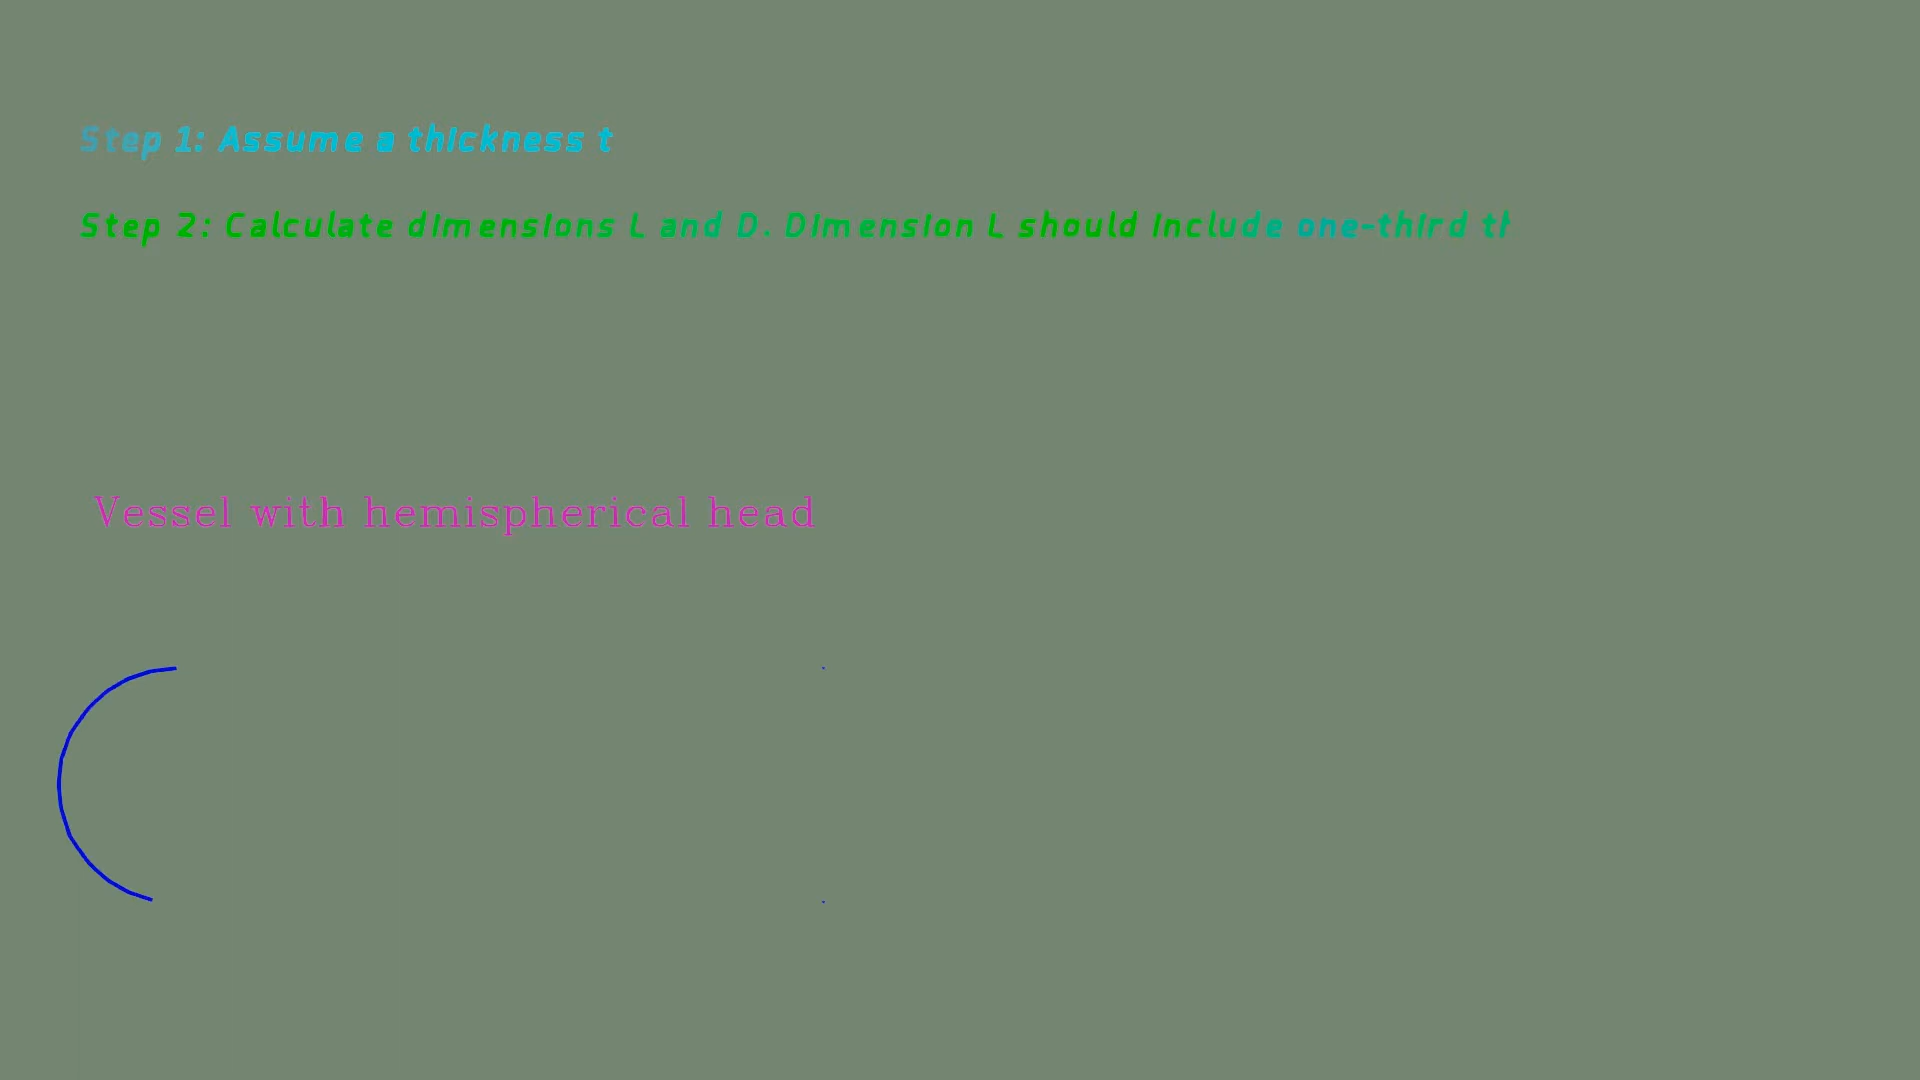 Step 1: Assume a thickness t
Step 2: Calculate dimensions L and D. Dimension L should include one-third
Vessel with hemispherical head